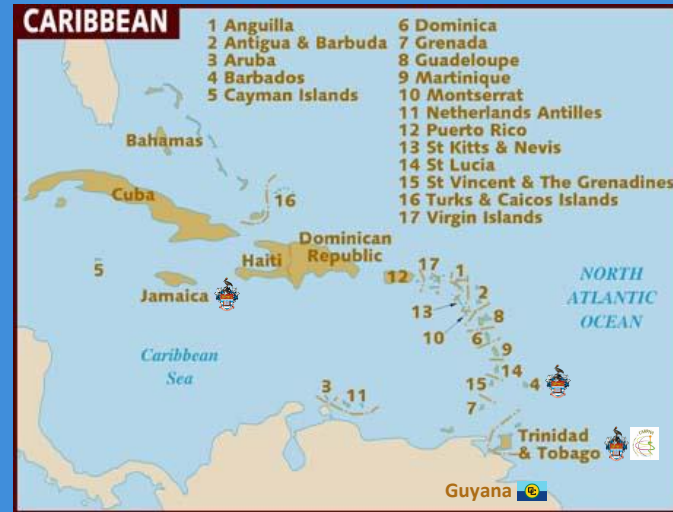 CARIBBEAN
1 Anguilla
2 Antigua & Barbuda
3 Aruba
4 Barbados
5 Cayman Islands
6 Dominica
7 Grenada
8 Guadeloupe
9 Martinique
10 Montserrat
11 Netherlands Antilles
12 Puerto Rico
13 St Kitts & Nevis
14 St Lucia
15 St Vincent & The Grenadines
16 Turks & Caicos Islands
17 Virgin Islands
Bahamas
Cuba
16
Dominican
Republic
Haiti
5
Jamaica
12
17
1
2
13
8
10
6
9
14
15
4
7
NORTH
ATLANTIC
OCEAN
Caribbean
Sea
3
11
Trinidad
& Tobago
Guyana